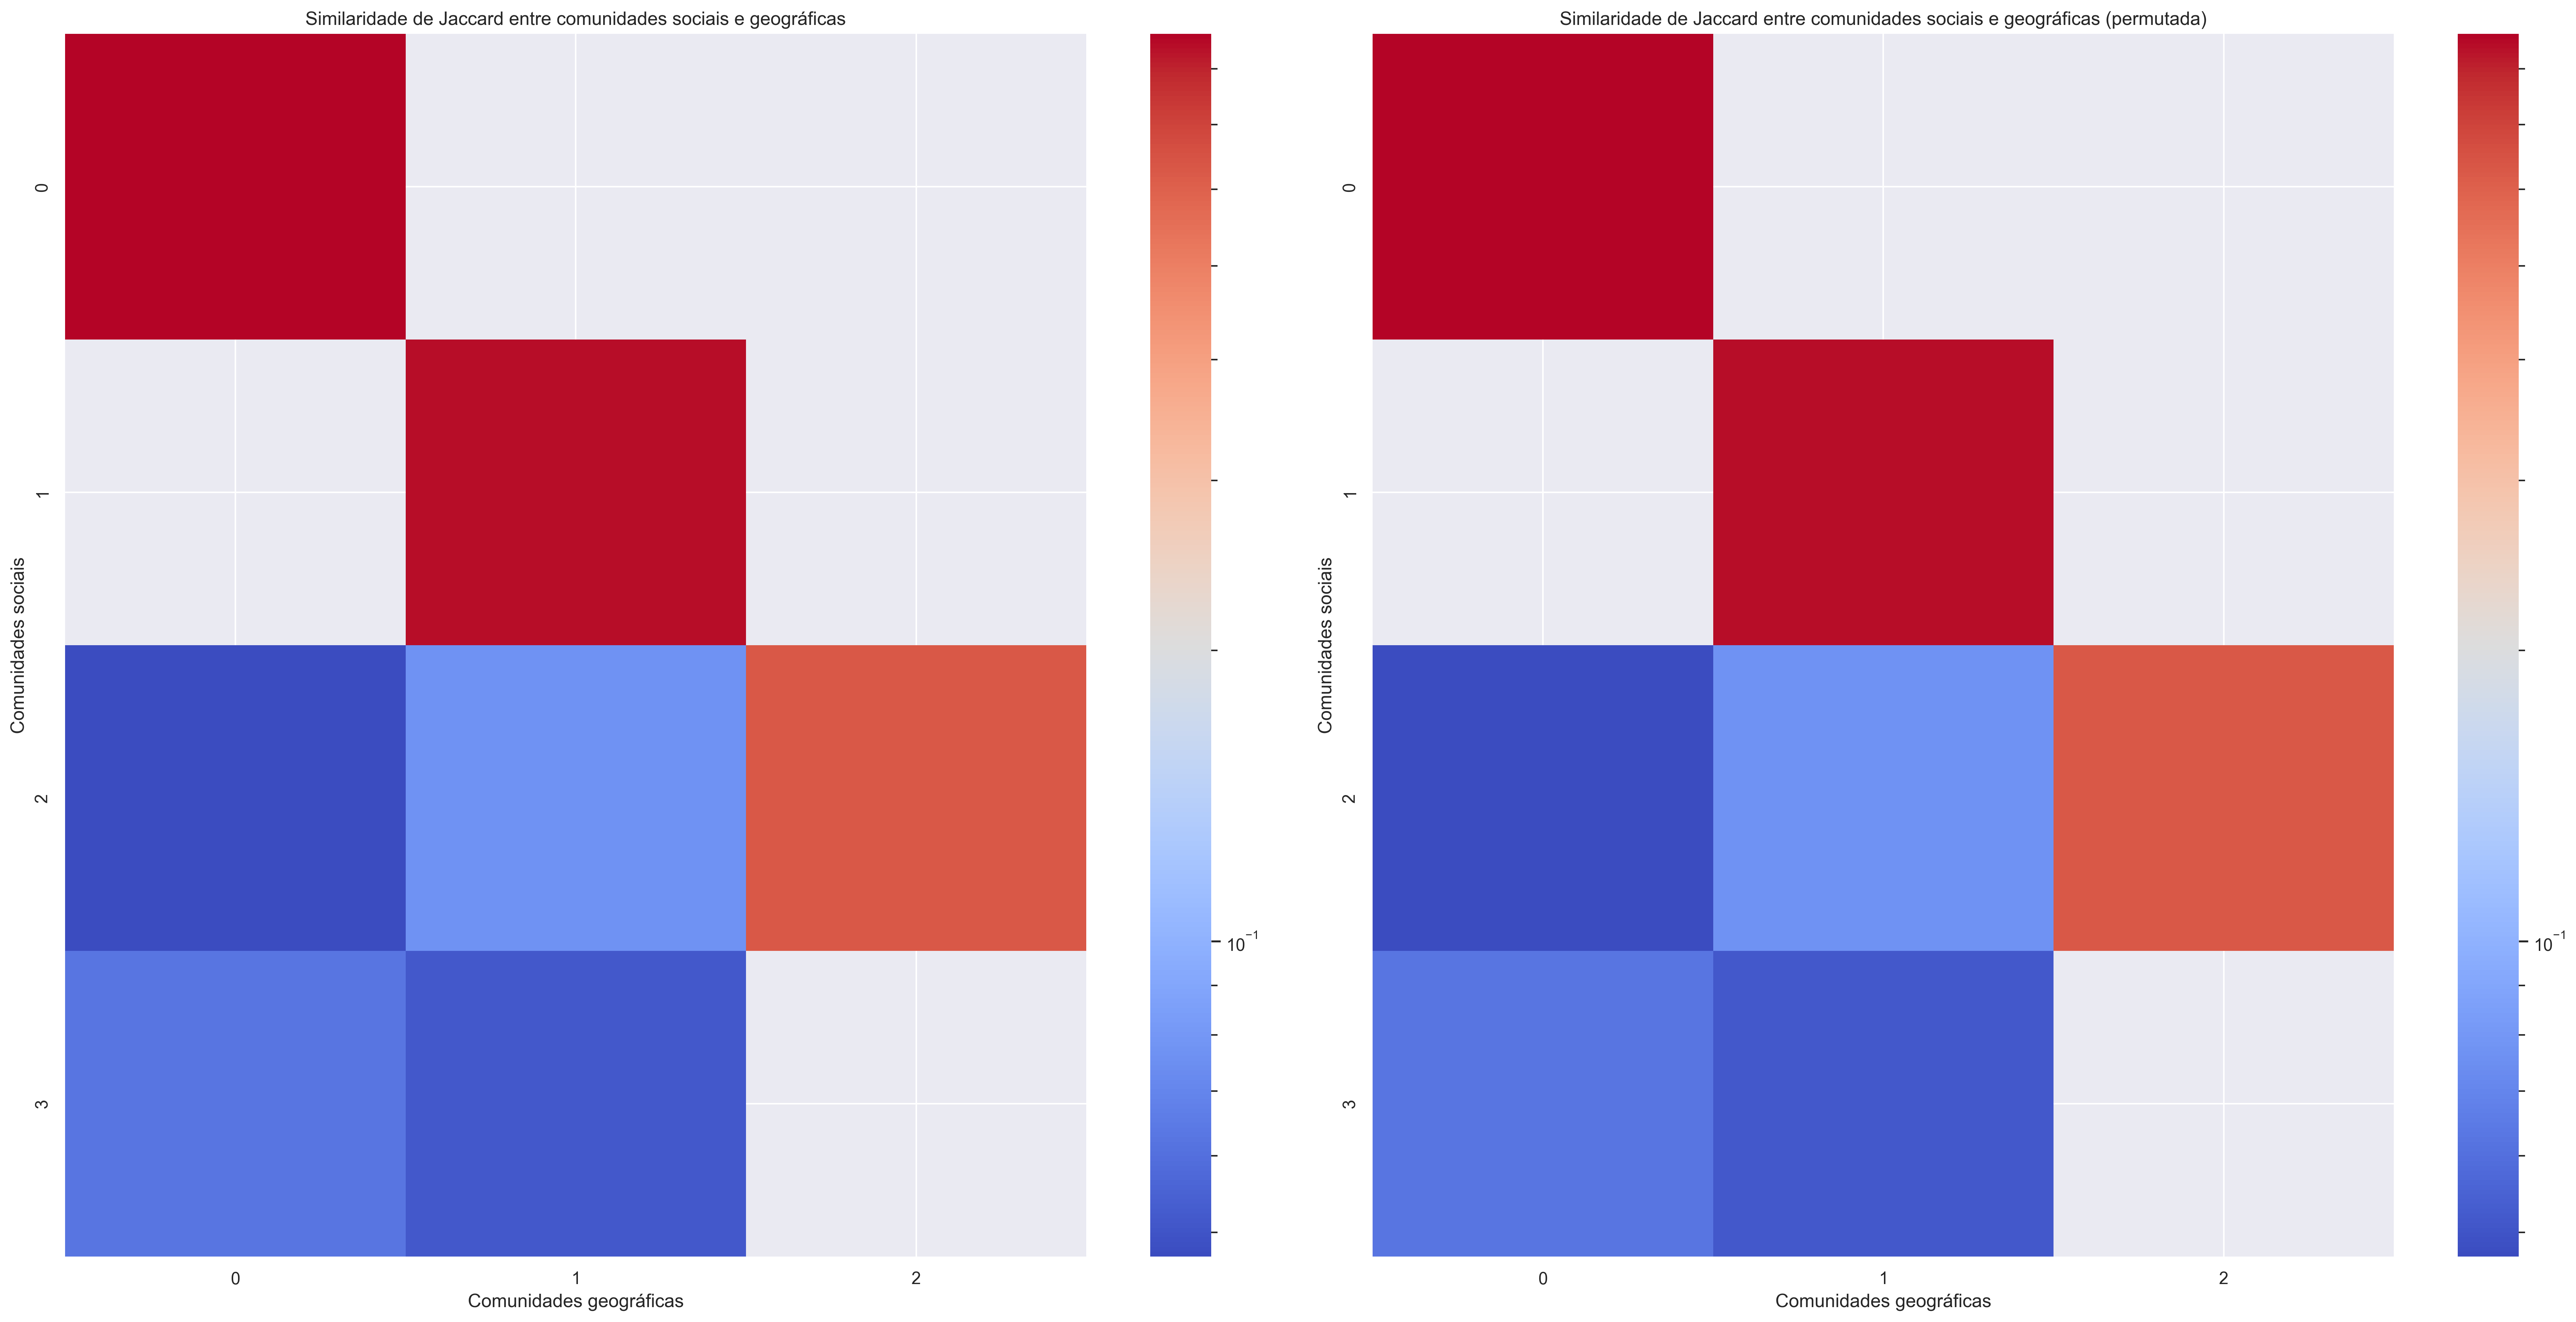 Similaridade de Jaccard entre comunidades sociais e geográficas
Comunidades sociais
0
1
2
3
0 1 2
Comunidades geográficas
10⁻¹
Similaridade de Jaccard entre comunidades sociais e geográficas (permutada)
Comunidades sociais
0
1
2
3
0 1 2
Comunidades geográficas
10⁻¹